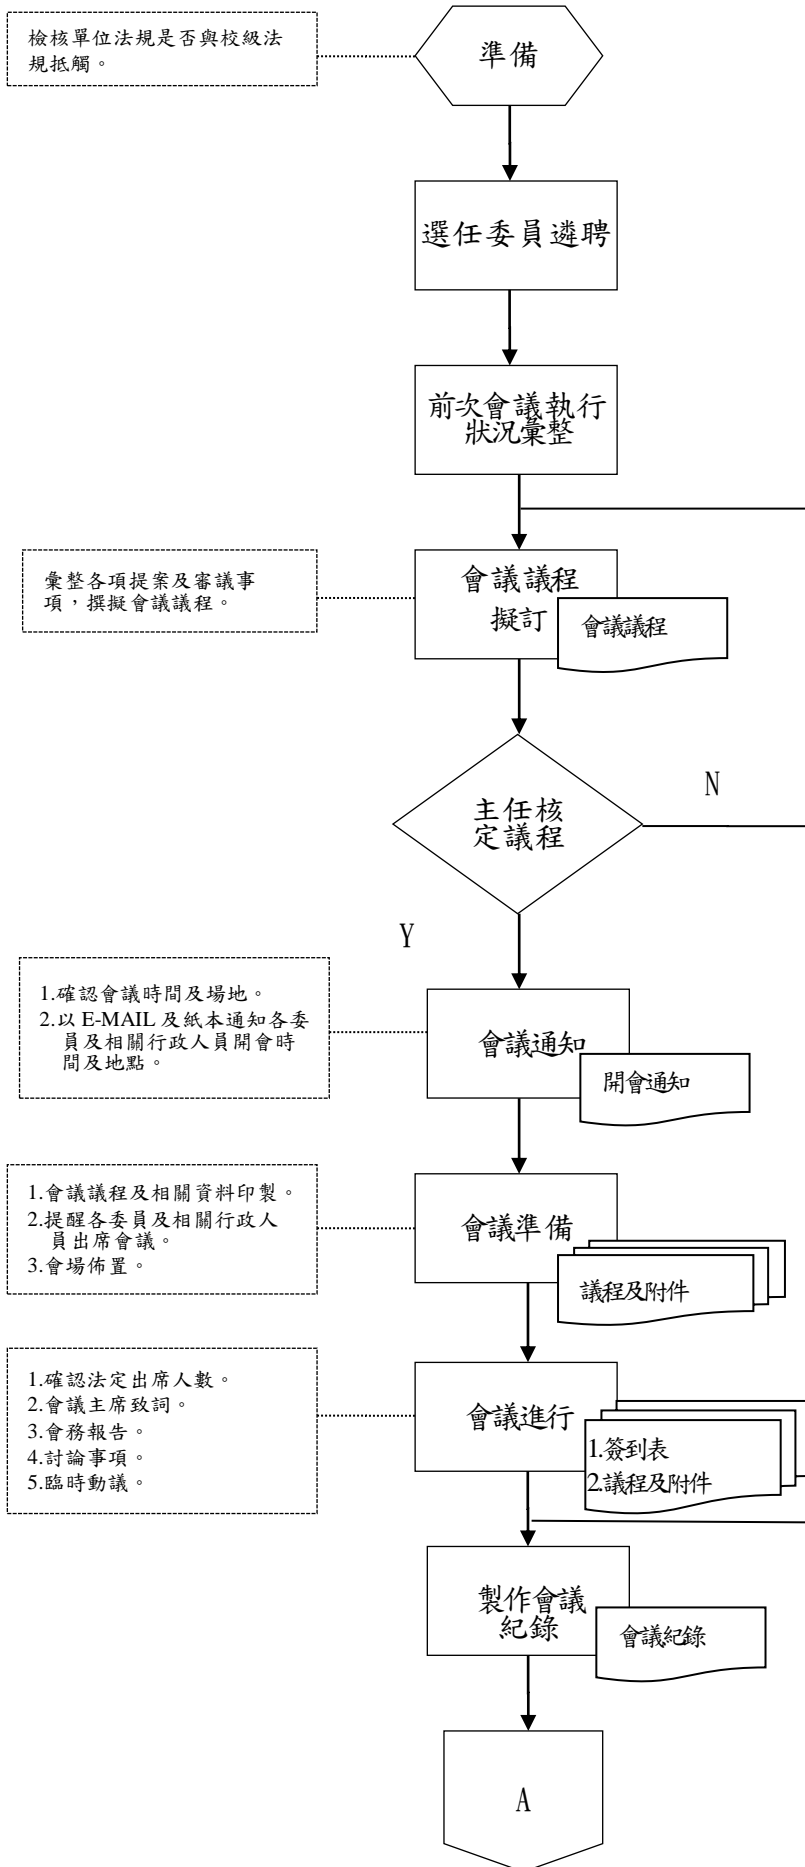 檢核單位法規是否與校級法
規抵觸。
準備
選任委員遴聘
前次會議執行
狀況彙整
彙整各項提案及審議事
項，撰擬會議議程。
會議議程
擬訂
會議議程
主任核
定議程
N
Y
1.確認會議時間及場地。
2.以 E-MAIL 及紙本通知各委
員及相關行政人員開會時
間及地點。
會議通知
開會通知
1.會議議程及相關資料印製。
2.提醒各委員及相關行政人
員出席會議。
3.會場佈置。
會議準備
議程及附件
1.確認法定出席人數。
2.會議主席致詞。
3.會務報告。
4.討論事項。
5.臨時動議。
會議進行
1.簽到表
2.議程及附件
製作會議
紀錄
會議紀錄
A